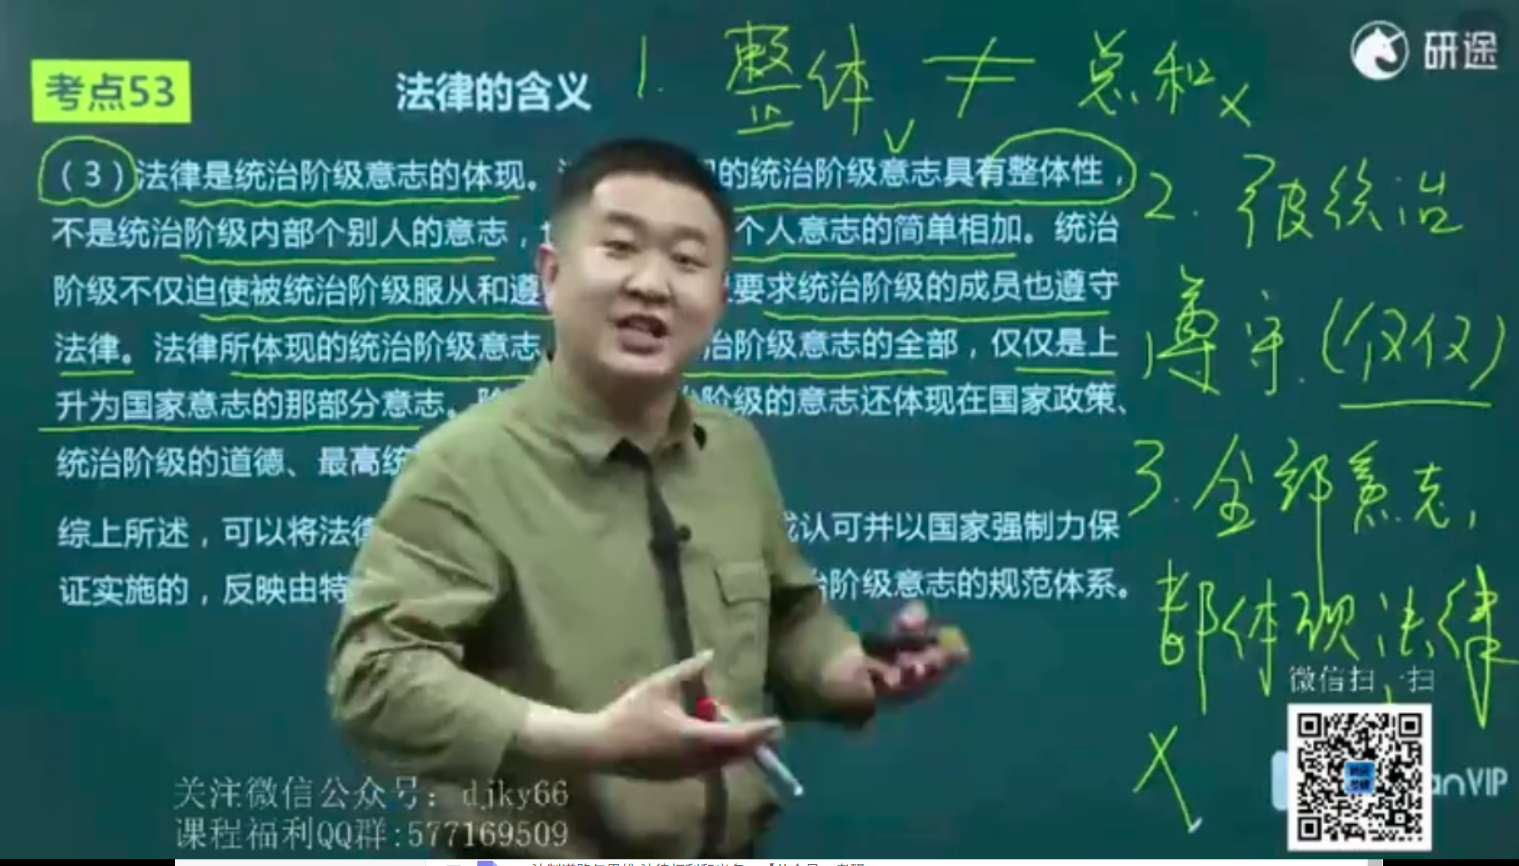 考点53
法律的含义
1. 整体 ≠ 总和
研途
（3）法律是统治阶级意志的体现。 的统治阶级意志具有整体性，
不是统治阶级内部个别人的意志， 个人意志的简单相加。统治
阶级不仅迫使被统治阶级服从和遵 要求统治阶级的成员也遵守
法律。法律所体现的统治阶级意志 治阶级意志的全部，仅仅是上
升为国家意志的那部分意志。 阶级的意志还体现在国家政策、
统治阶级的道德、最高统
综上所述，可以将法律 认可并以国家强制力保
证实施的，反映由特 治阶级意志的规范体系。
2. 被统治
遵守.（仅仅）
3. 全部意志，
都体现法律
X
微信扫一扫
anVIP
关注微信公众号：djky66
课程福利QQ群:577169509